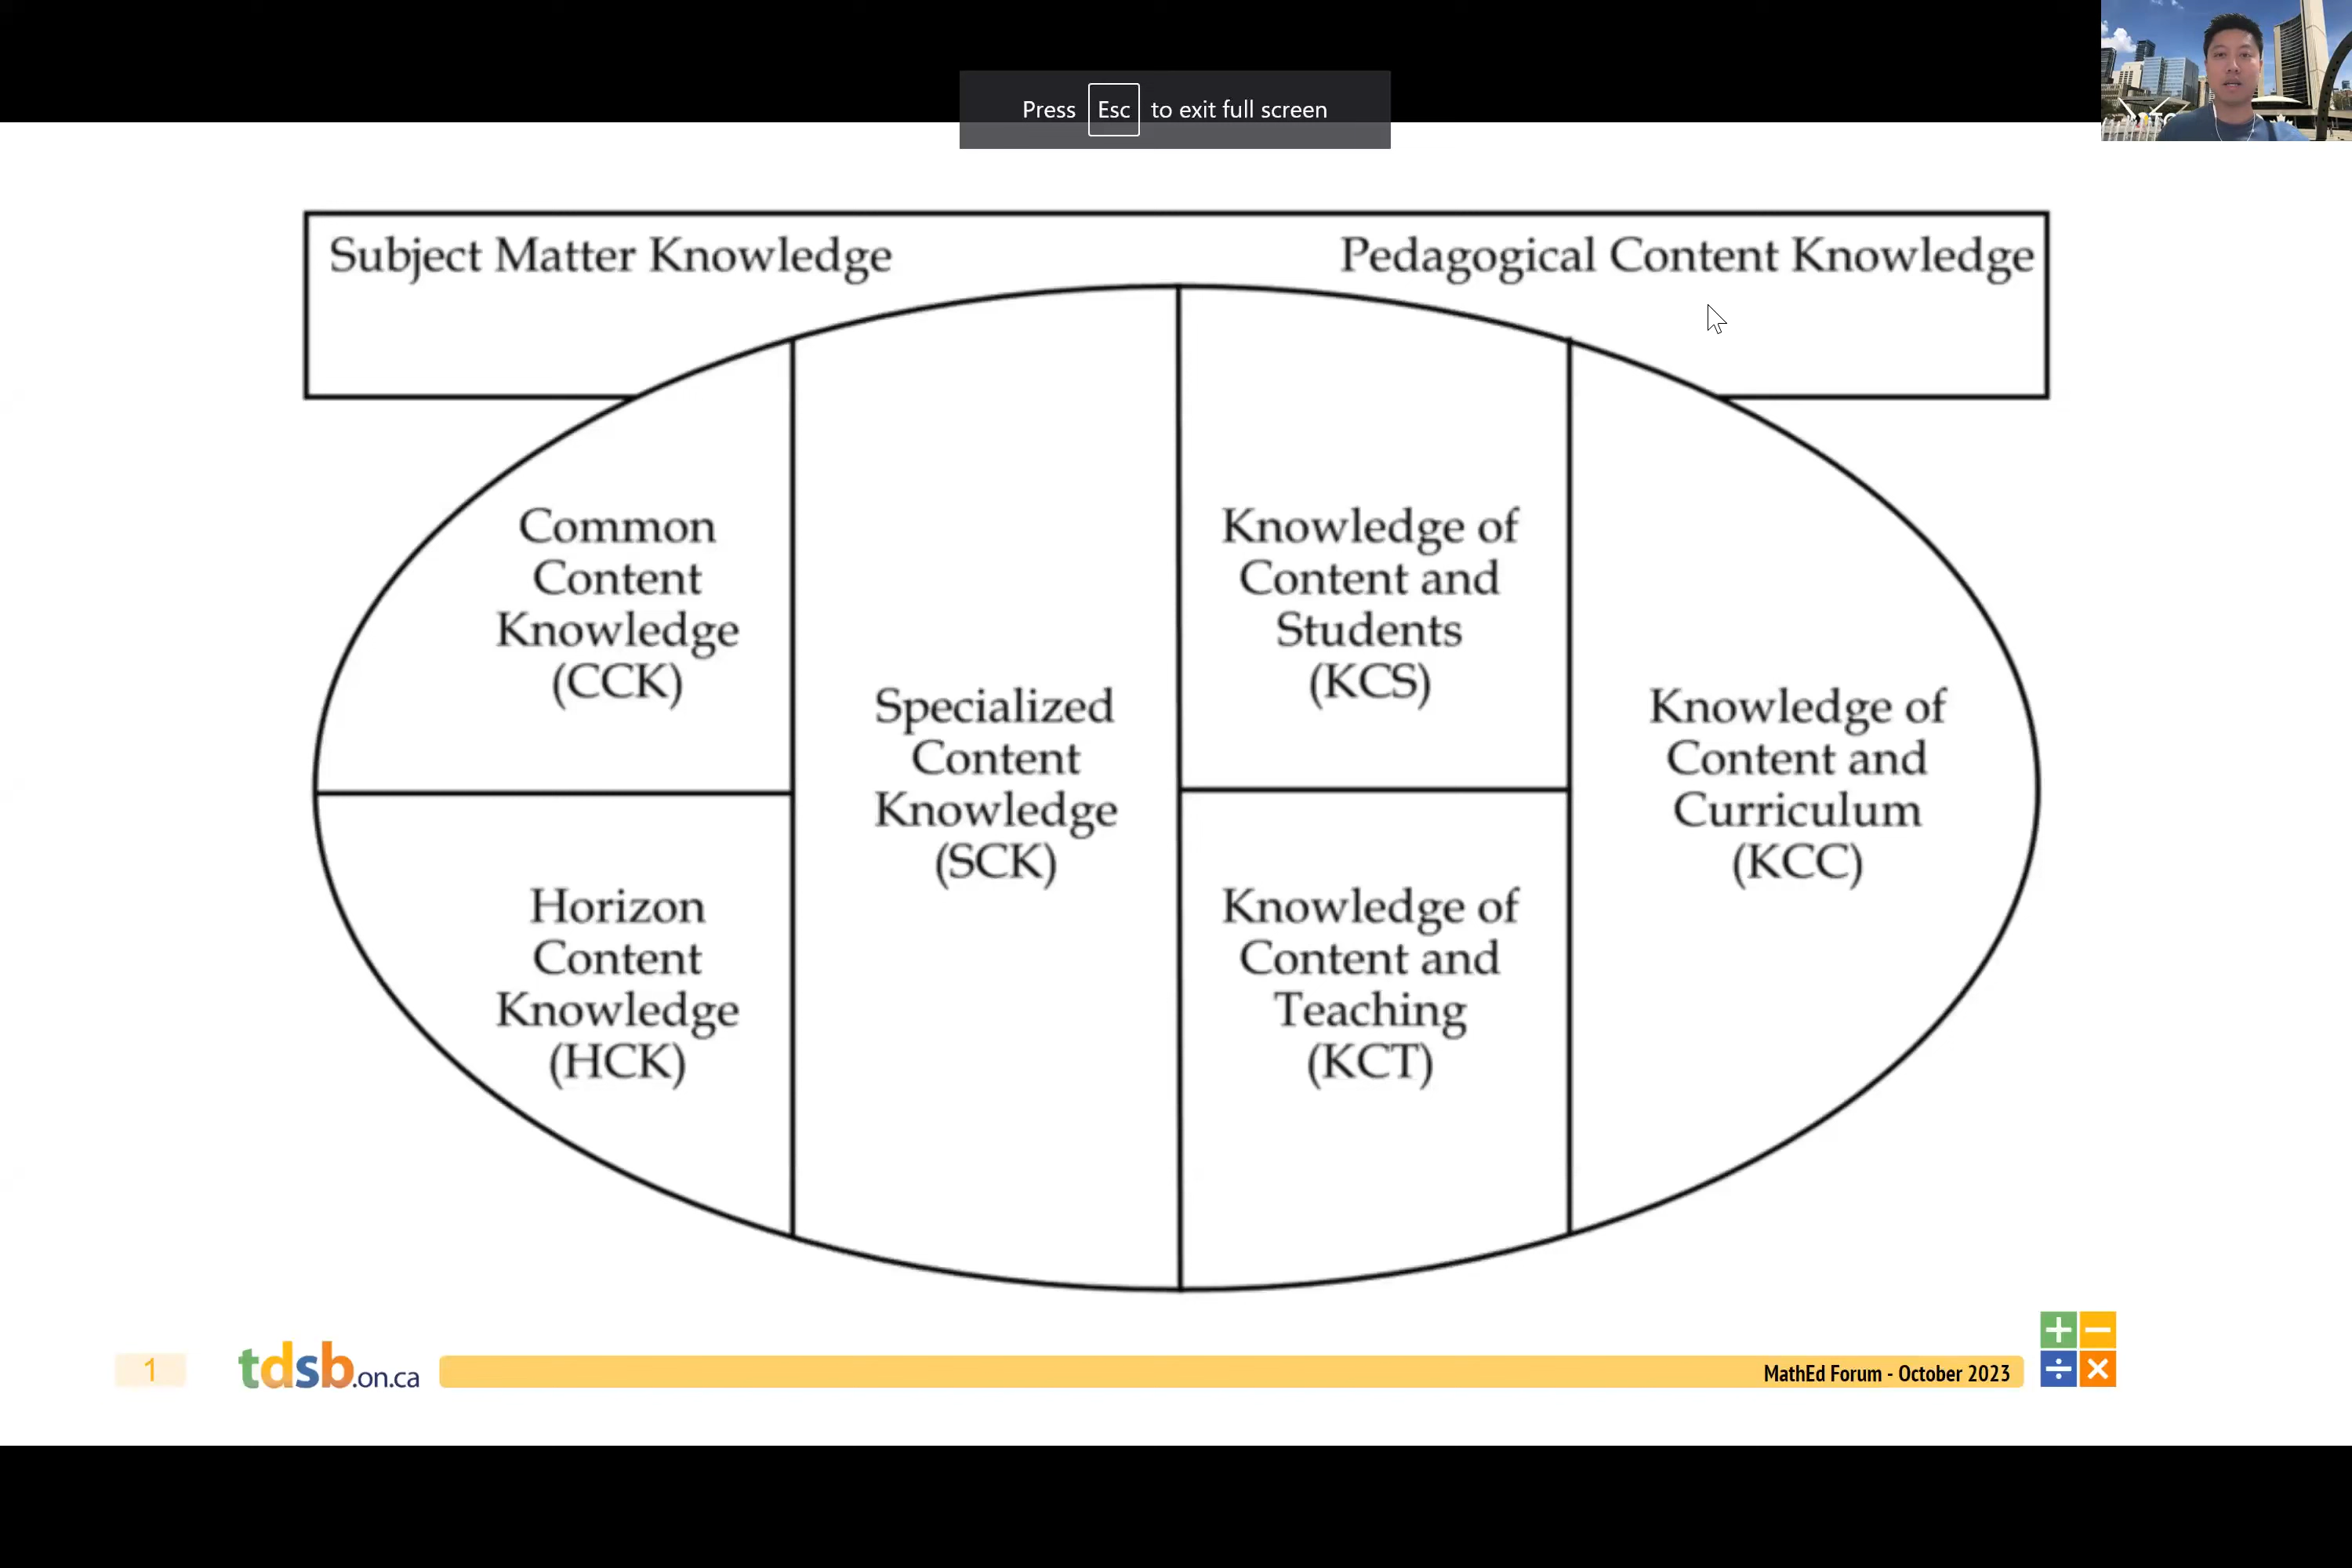 Press Esc to exit full screen
Subject Matter Knowledge
Pedagogical Content Knowledge
Common
Content
Knowledge
(CCK)
Horizon
Content
Knowledge
(HCK)
Specialized
Content
Knowledge
(SCK)
Knowledge of
Content and
Students
(KCS)
Knowledge of
Content and
Teaching
(KCT)
Knowledge of
Content and
Curriculum
(KCC)
1
tdsb.on.ca
MathEd Forum - October 2023
+ −
÷ ×